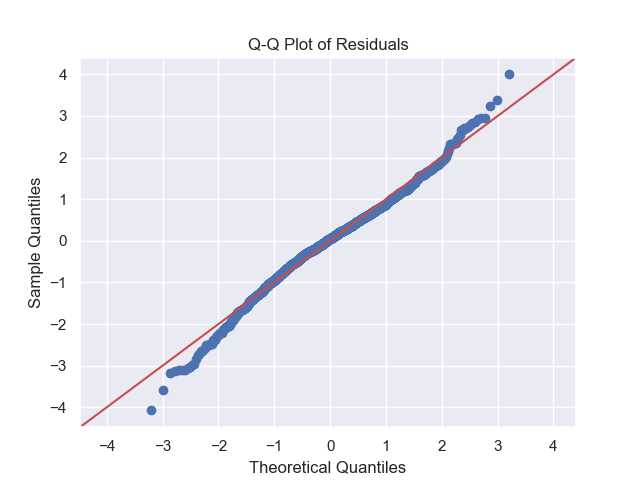 Q-Q Plot of Residuals
4
3
2
1
0
−1
−2
−3
−4
Sample Quantiles
−4 −3 −2 −1 0 1 2 3 4
Theoretical Quantiles